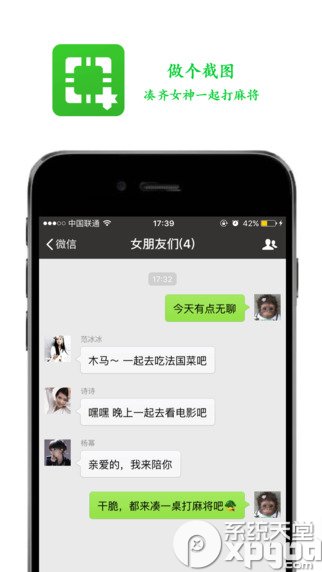 做个截图
凑齐女神一起打麻将
中国联通 17:39 42%
微信 女朋友们(4)
17:32
今天有点无聊
范冰冰
木马～ 一起去吃法国菜吧
诗诗
嘿嘿 晚上一起去看电影吧
杨幂
亲爱的，我来陪你
干脆，都来凑一桌打麻将吧
系统天堂
xpgod
.com